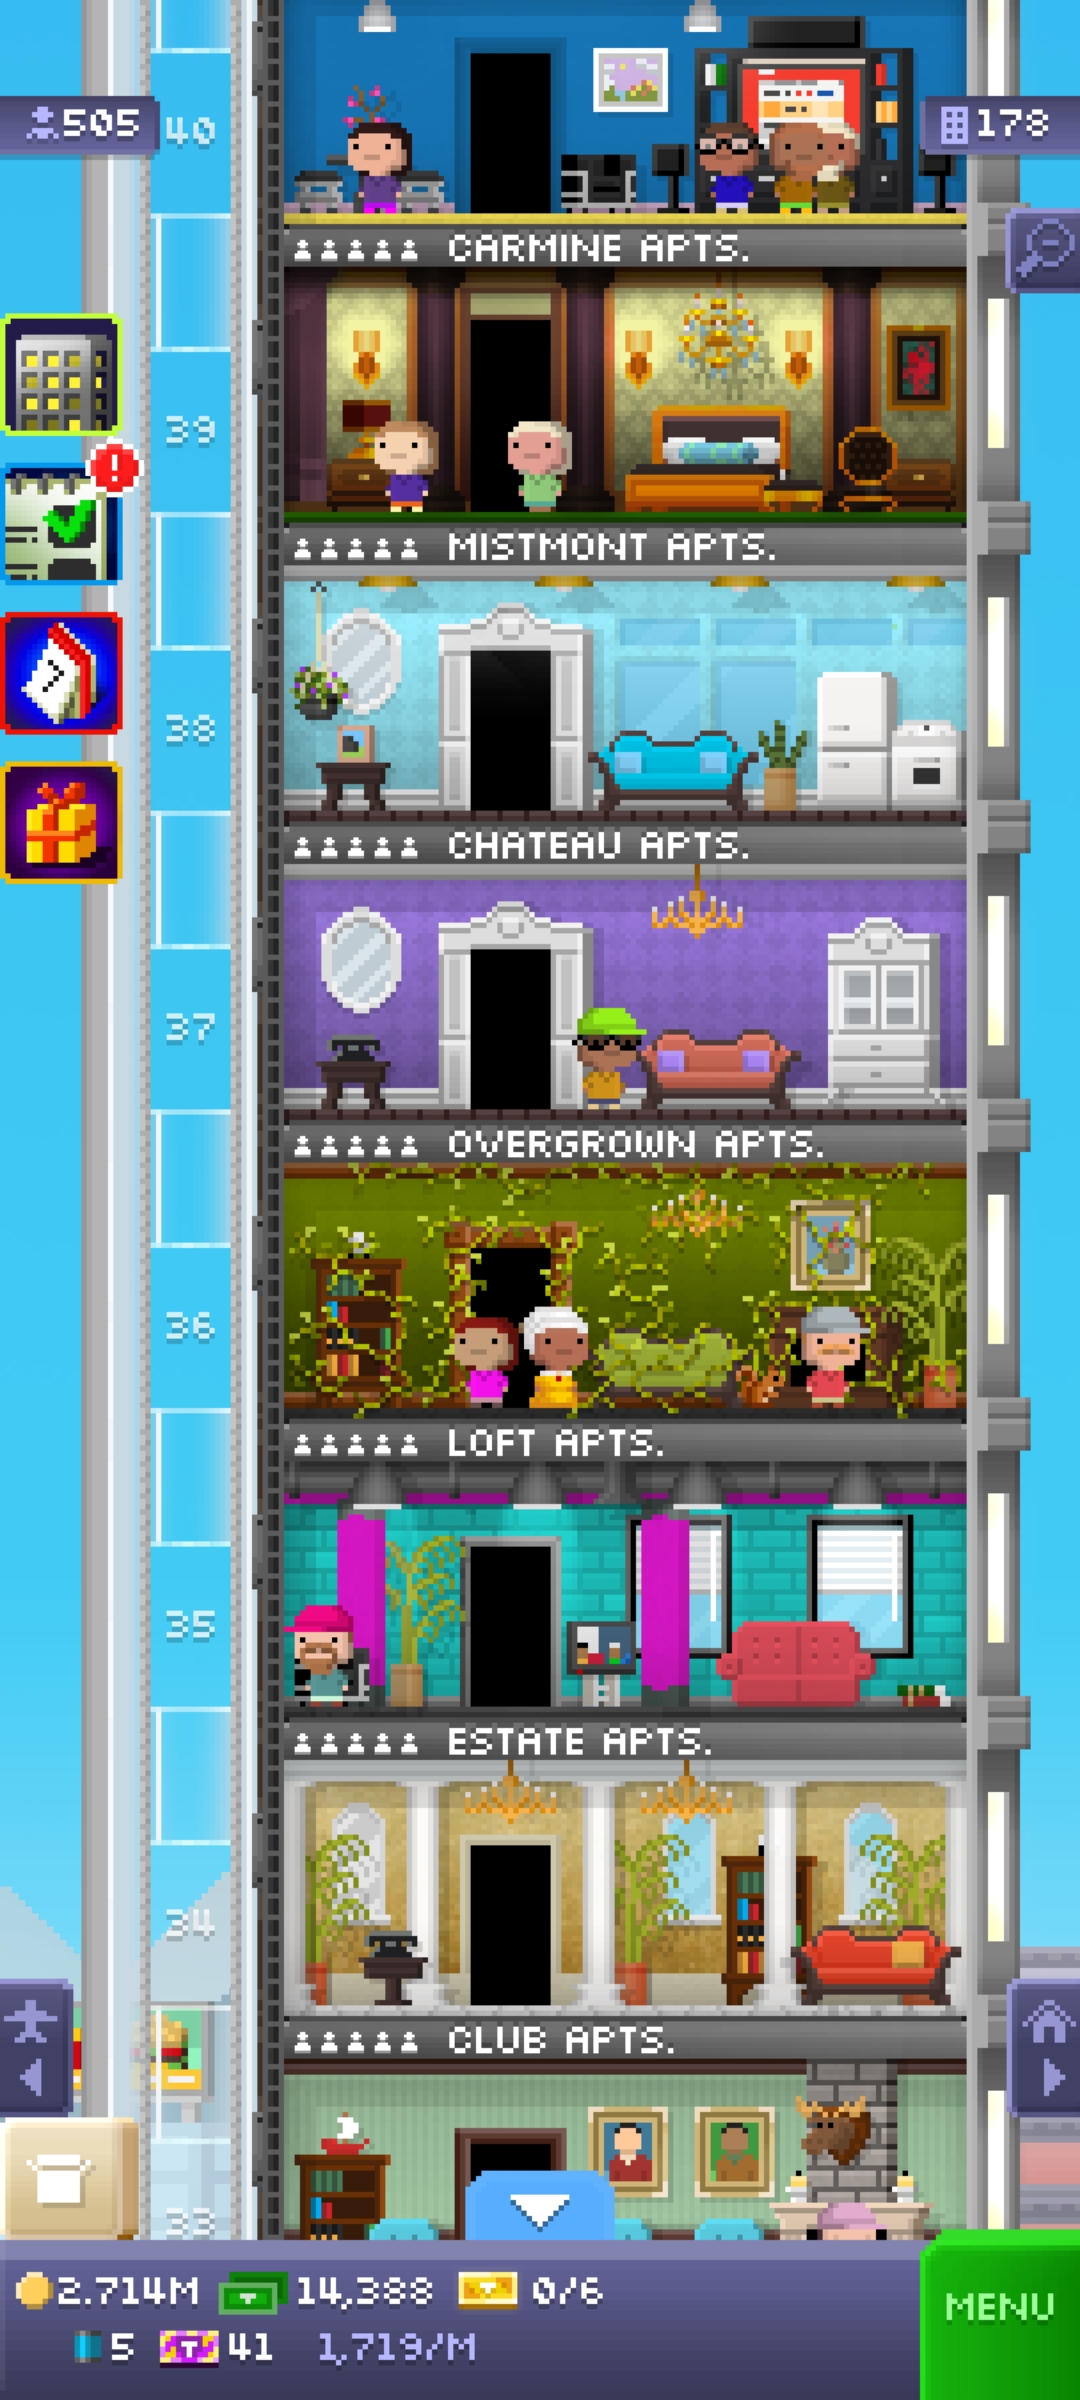 505
40
178
CARMINE APTS.
39
MISTMONT APTS.
7
38
CHATEAU APTS.
37
OVERGROWN APTS.
36
LOFT APTS.
35
ESTATE APTS.
34
CLUB APTS.
33
2.714M 14,388 0/6
5 41 1,719/M
MENU